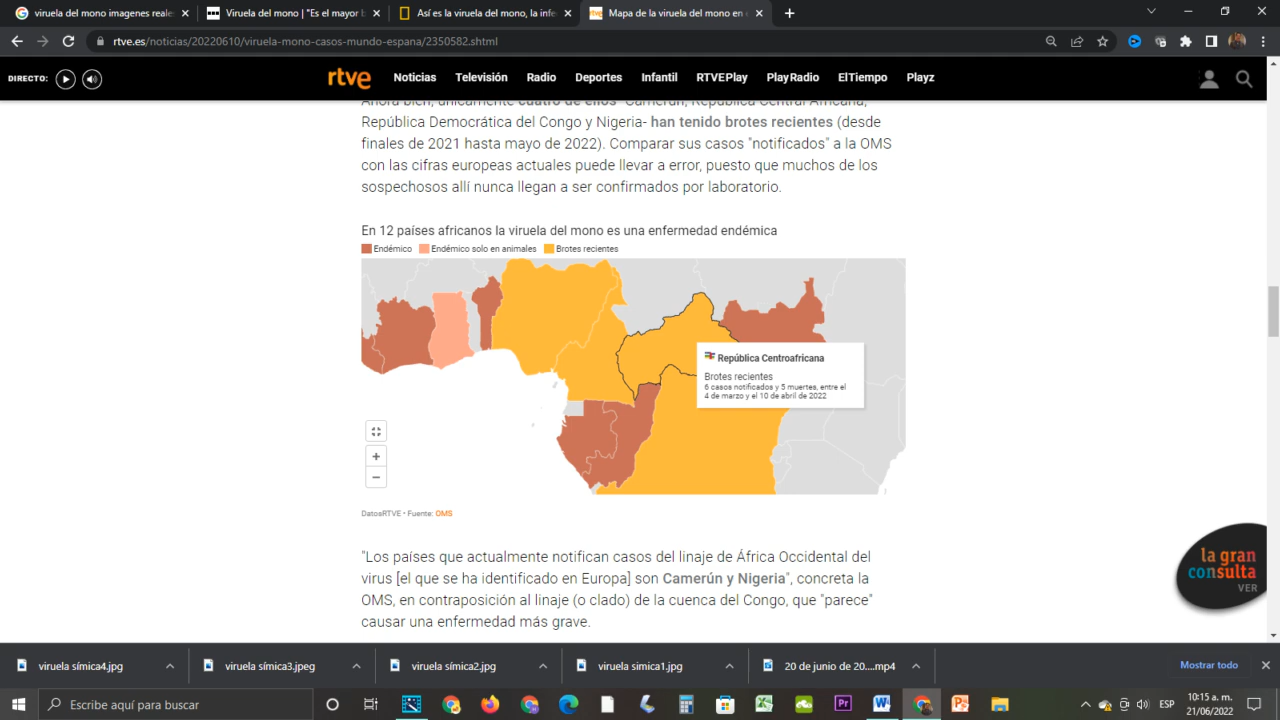 viruela del mono imagenes reale
Viruela del mono | "Es el mayor b
Así es la viruela del mono, la infe
Mapa de la viruela del mono en e
rtve.es/noticias/20220610/viruela-mono-casos-mundo-espana/2350582.shtml
DIRECTO:
rtve Noticias Televisión Radio Deportes Infantil RTVEPlay PlayRadio ElTiempo Playz
Ahora bien, únicamente cuatro de ellos -Camerún, República Central Africana,
República Democrática del Congo y Nigeria- han tenido brotes recientes (desde
finales de 2021 hasta mayo de 2022). Comparar sus casos "notificados" a la OMS
con las cifras europeas actuales puede llevar a error, puesto que muchos de los
sospechosos allí nunca llegan a ser confirmados por laboratorio.
En 12 países africanos la viruela del mono es una enfermedad endémica
Endémico Endémico solo en animales Brotes recientes
República Centroafricana
Brotes recientes
6 casos notificados y 5 muertes, entre el
4 de marzo y el 10 de abril de 2022
+
−
DatosRTVE • Fuente: OMS
"Los países que actualmente notifican casos del linaje de África Occidental del
virus [el que se ha identificado en Europa] son Camerún y Nigeria", concreta la
OMS, en contraposición al linaje (o clado) de la cuenca del Congo, que "parece"
causar una enfermedad más grave.
la gran
consulta
VER
viruela símica4.jpg
viruela símica3.jpeg
viruela símica2.jpg
viruela simica1.jpg
20 de junio de 20....mp4
Mostrar todo
Escribe aquí para buscar
ESP
10:15 a. m.
21/06/2022